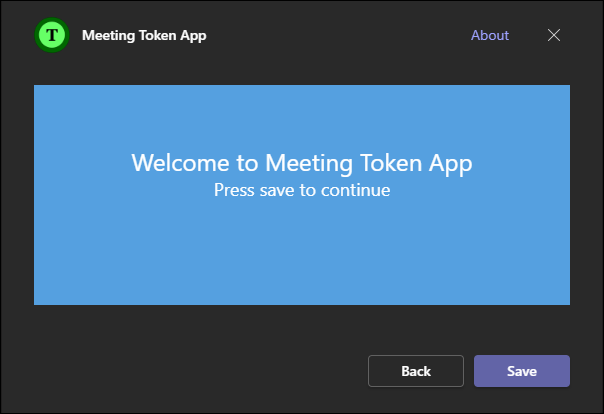 T Meeting Token App About
Welcome to Meeting Token App
Press save to continue
Back Save